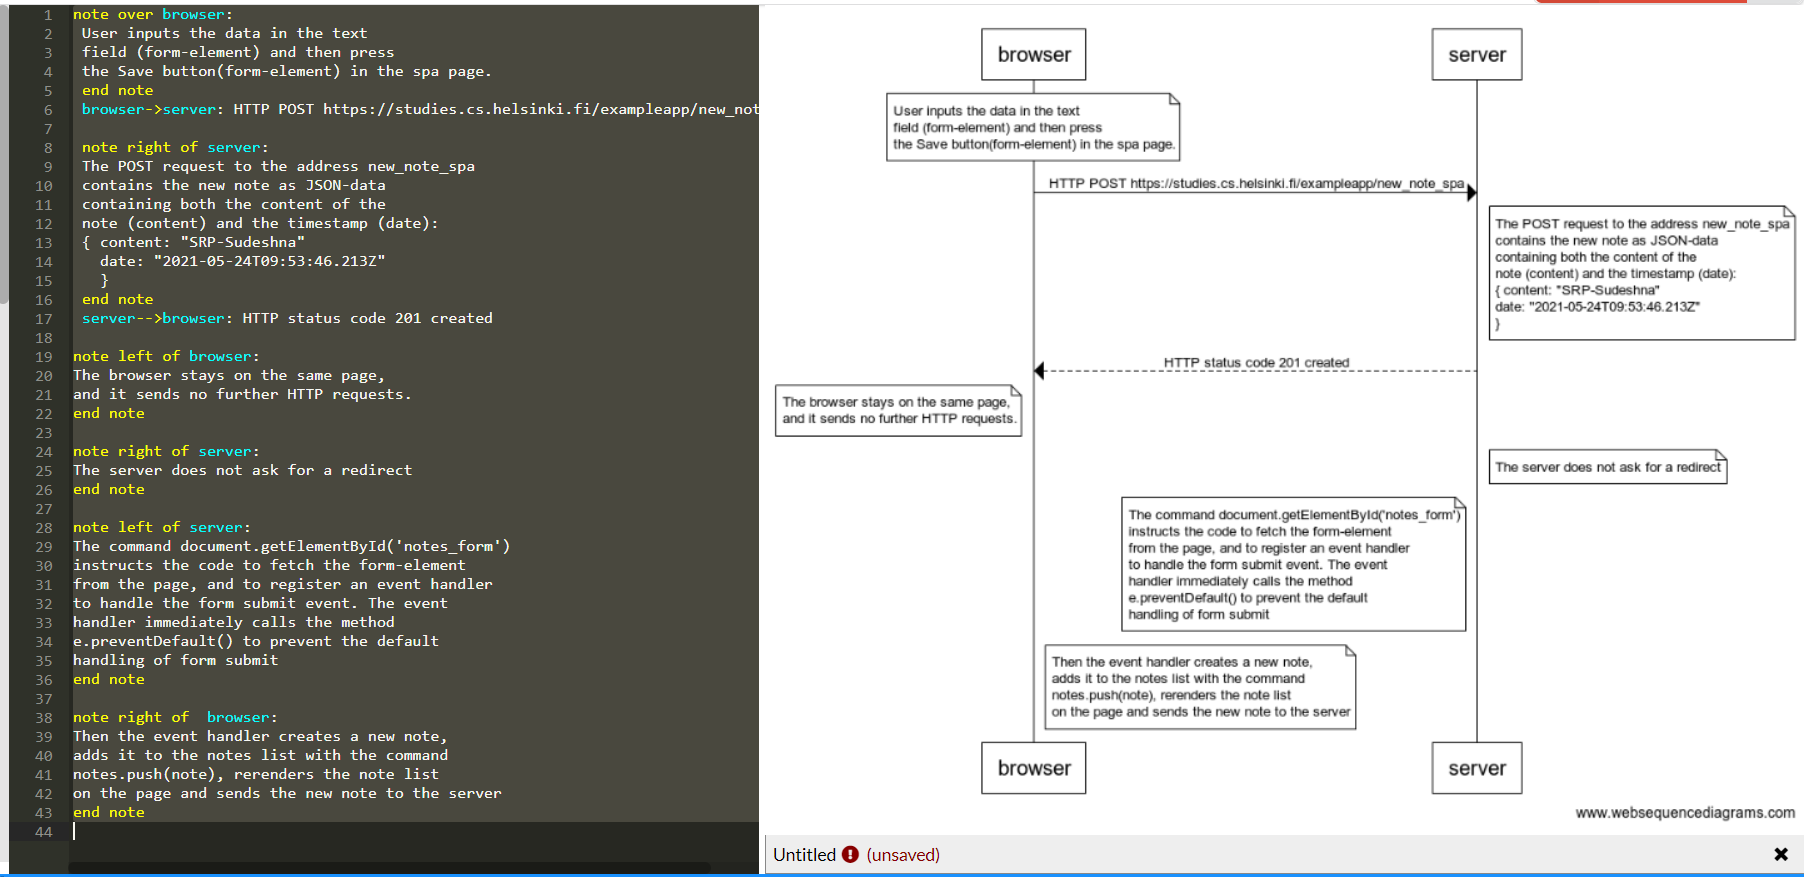 1 note over browser:
2 User inputs the data in the text
3 field (form-element) and then press
4 the Save button(form-element) in the spa page.
5 end note
6 browser->server: HTTP POST https://studies.cs.helsinki.fi/exampleapp/new_not
7
8 note right of server:
9 The POST request to the address new_note_spa
10 contains the new note as JSON-data
11 containing both the content of the
12 note (content) and the timestamp (date):
13 { content: "SRP-Sudeshna"
14 date: "2021-05-24T09:53:46.213Z"
15 }
16 end note
17 server-->browser: HTTP status code 201 created
18
19 note left of browser:
20 The browser stays on the same page,
21 and it sends no further HTTP requests.
22 end note
23
24 note right of server:
25 The server does not ask for a redirect
26 end note
27
28 note left of server:
29 The command document.getElementById('notes_form')
30 instructs the code to fetch the form-element
31 from the page, and to register an event handler
32 to handle the form submit event. The event
33 handler immediately calls the method
34 e.preventDefault() to prevent the default
35 handling of form submit
36 end note
37
38 note right of  browser:
39 Then the event handler creates a new note,
40 adds it to the notes list with the command
41 notes.push(note), rerenders the note list
42 on the page and sends the new note to the server
43 end note
44
browser
server
User inputs the data in the text
field (form-element) and then press
the Save button(form-element) in the spa page.
HTTP POST https://studies.cs.helsinki.fi/exampleapp/new_note_spa
The POST request to the address new_note_spa
contains the new note as JSON-data
containing both the content of the
note (content) and the timestamp (date):
{ content: "SRP-Sudeshna"
date: "2021-05-24T09:53:46.213Z"
}
HTTP status code 201 created
The browser stays on the same page,
and it sends no further HTTP requests.
The server does not ask for a redirect
The command document.getElementById('notes_form')
instructs the code to fetch the form-element
from the page, and to register an event handler
to handle the form submit event. The event
handler immediately calls the method
e.preventDefault() to prevent the default
handling of form submit
Then the event handler creates a new note,
adds it to the notes list with the command
notes.push(note), rerenders the note list
on the page and sends the new note to the server
browser
server
www.websequencediagrams.com
Untitled ! (unsaved)